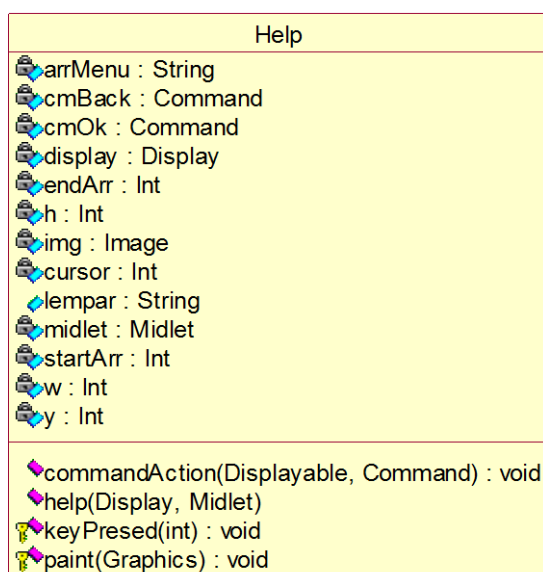 Help
arrMenu : String
cmBack : Command
cmOk : Command
display : Display
endArr : Int
h : Int
img : Image
cursor : Int
lempar : String
midlet : Midlet
startArr : Int
w : Int
y : Int
commandAction(Displayable, Command) : void
help(Display, Midlet)
keyPresed(int) : void
paint(Graphics) : void